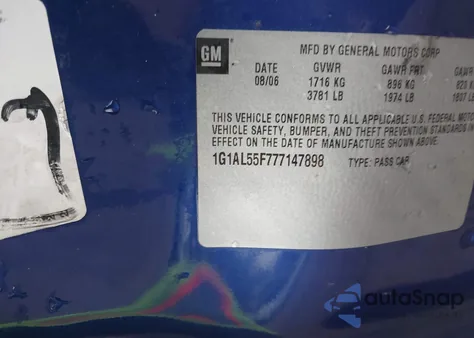 GM
MFD BY GENERAL MOTORS CORP
DATE GVWR GAWR FRT GAWR
08/06 1716 KG 896 KG
3781 LB 1974 LB
THIS VEHICLE CONFORMS TO ALL APPLICABLE U.S. FEDERAL
VEHICLE SAFETY, BUMPER, AND THEFT PREVENTION STANDARDS
EFFECT ON THE DATE OF MANUFACTURE SHOWN ABOVE.
1G1AL55F777147898 TYPE: PASS CAR
autoSnap